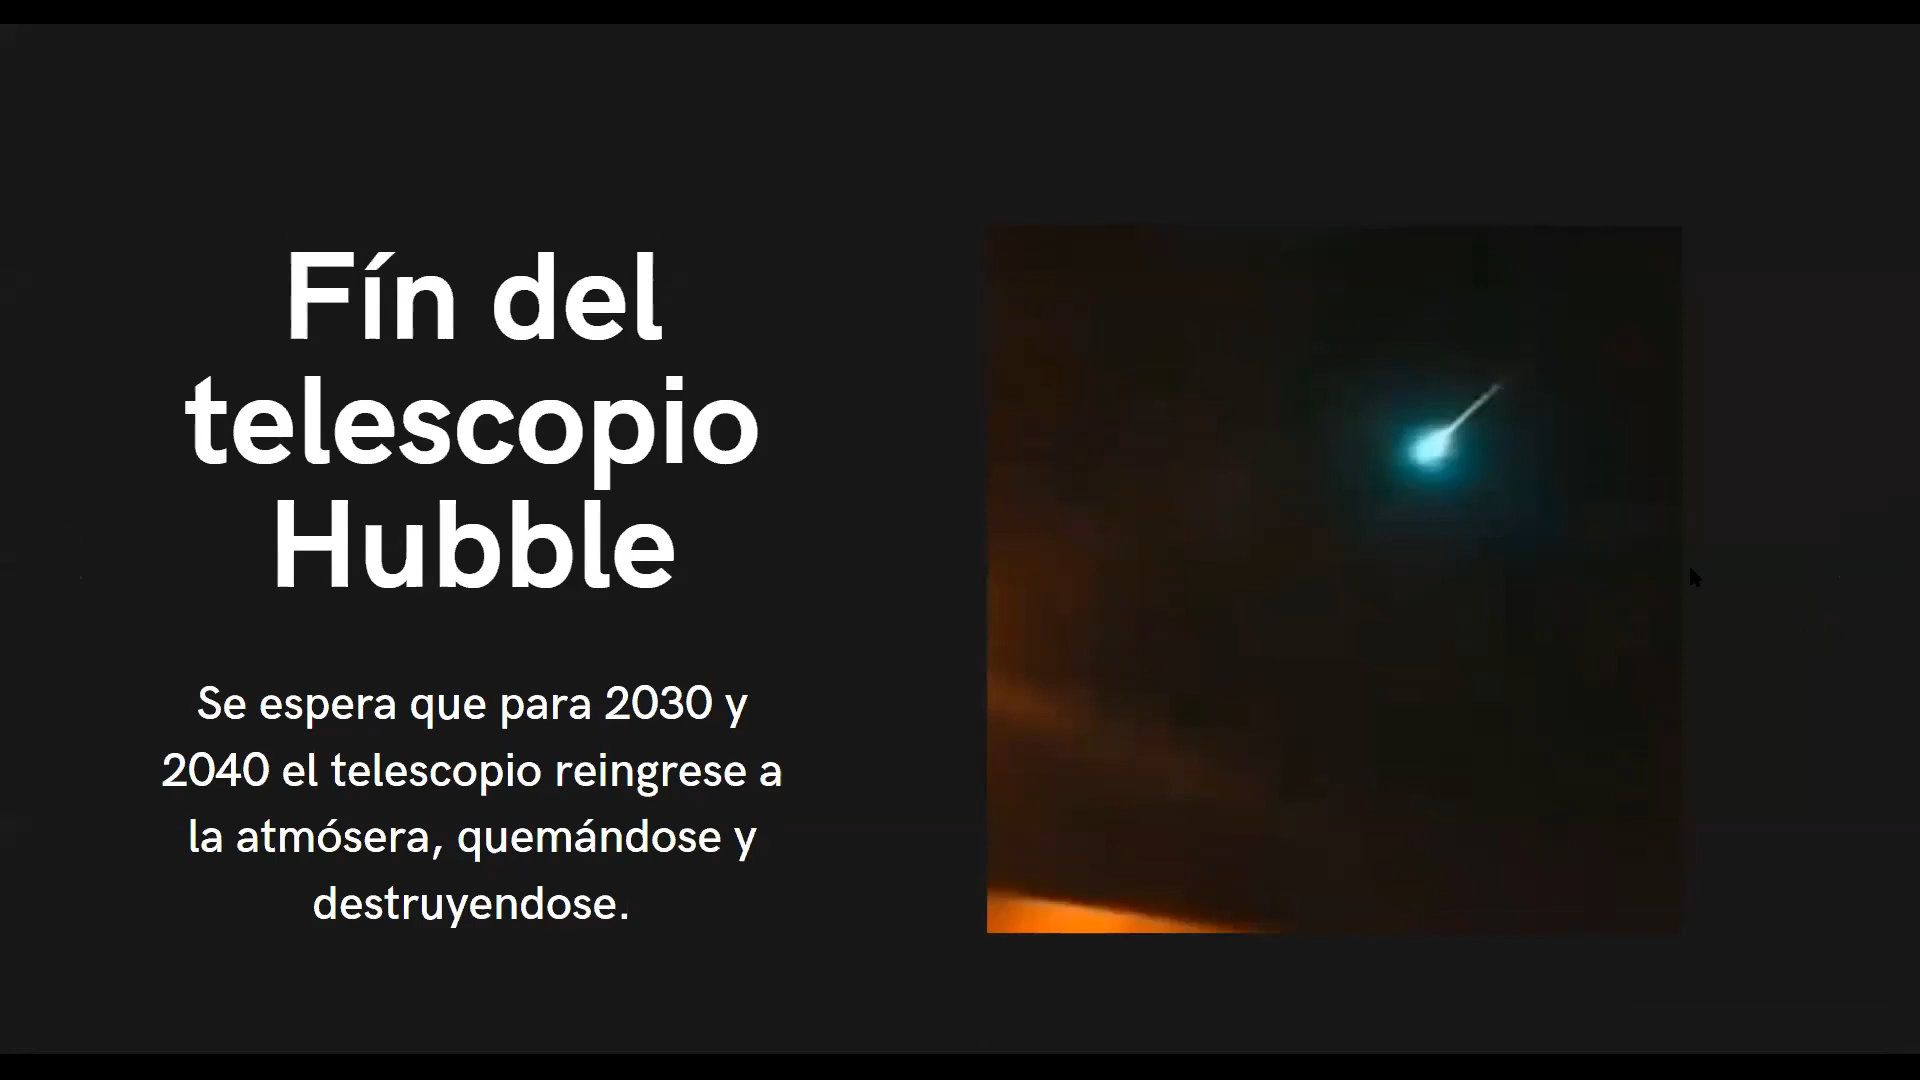 Fín del
telescopio
Hubble
Se espera que para 2030 y
2040 el telescopio reingrese a
la atmósera, quemándose y
destruyendose.